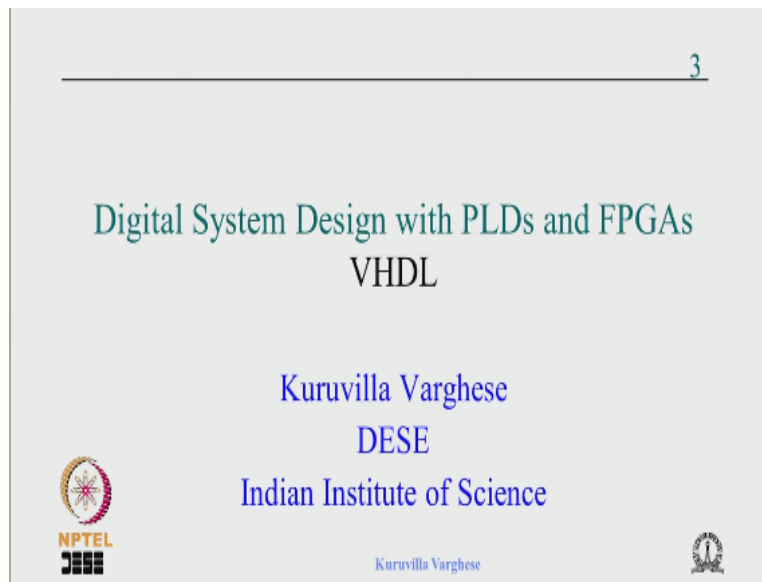 3
Digital System Design with PLDs and FPGAs
VHDL
Kuruvilla Varghese
DESE
Indian Institute of Science
NPTEL
DESE
Kuruvilla Varghese